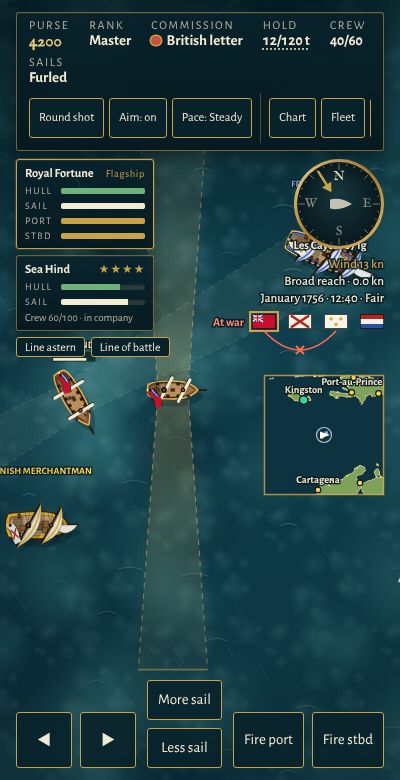 PURSE RANK COMMISSION HOLD CREW
4200 Master British letter 12/120 t 40/60
SAILS
Furled
Round shot Aim: on Pace: Steady Chart Fleet
Royal Fortune Flagship
HULL
SAIL
PORT
STBD
Sea Hind ★★★★
HULL
SAIL
Crew 60/100 · in company
Line astern Line of battle
N
W E
S
Wind 13 kn
Broad reach · 0.0 kn
January 1756 · 12:40 · Fair
At war
Port-au-Prince
Kingston
Cartagena
NISH MERCHANTMAN
More sail
Less sail
◀ ▶ Fire port Fire stbd